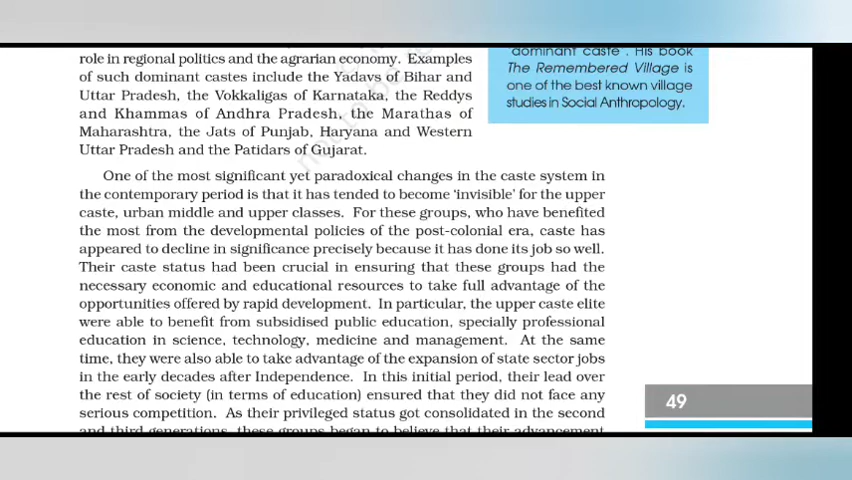 role in regional politics and the agrarian economy. Examples
of such dominant castes include the Yadavs of Bihar and
Uttar Pradesh, the Vokkaligas of Karnataka, the Reddys
and Khammas of Andhra Pradesh, the Marathas of
Maharashtra, the Jats of Punjab, Haryana and Western
Uttar Pradesh and the Patidars of Gujarat.
'dominant caste'. His book
The Remembered Village is
one of the best known village
studies in Social Anthropology.
One of the most significant yet paradoxical changes in the caste system in
the contemporary period is that it has tended to become ‘invisible’ for the upper
caste, urban middle and upper classes. For these groups, who have benefited
the most from the developmental policies of the post-colonial era, caste has
appeared to decline in significance precisely because it has done its job so well.
Their caste status had been crucial in ensuring that these groups had the
necessary economic and educational resources to take full advantage of the
opportunities offered by rapid development. In particular, the upper caste elite
were able to benefit from subsidised public education, specially professional
education in science, technology, medicine and management. At the same
time, they were also able to take advantage of the expansion of state sector jobs
in the early decades after Independence. In this initial period, their lead over
the rest of society (in terms of education) ensured that they did not face any
serious competition. As their privileged status got consolidated in the second
and third generations, these groups began to believe that their advancement
49